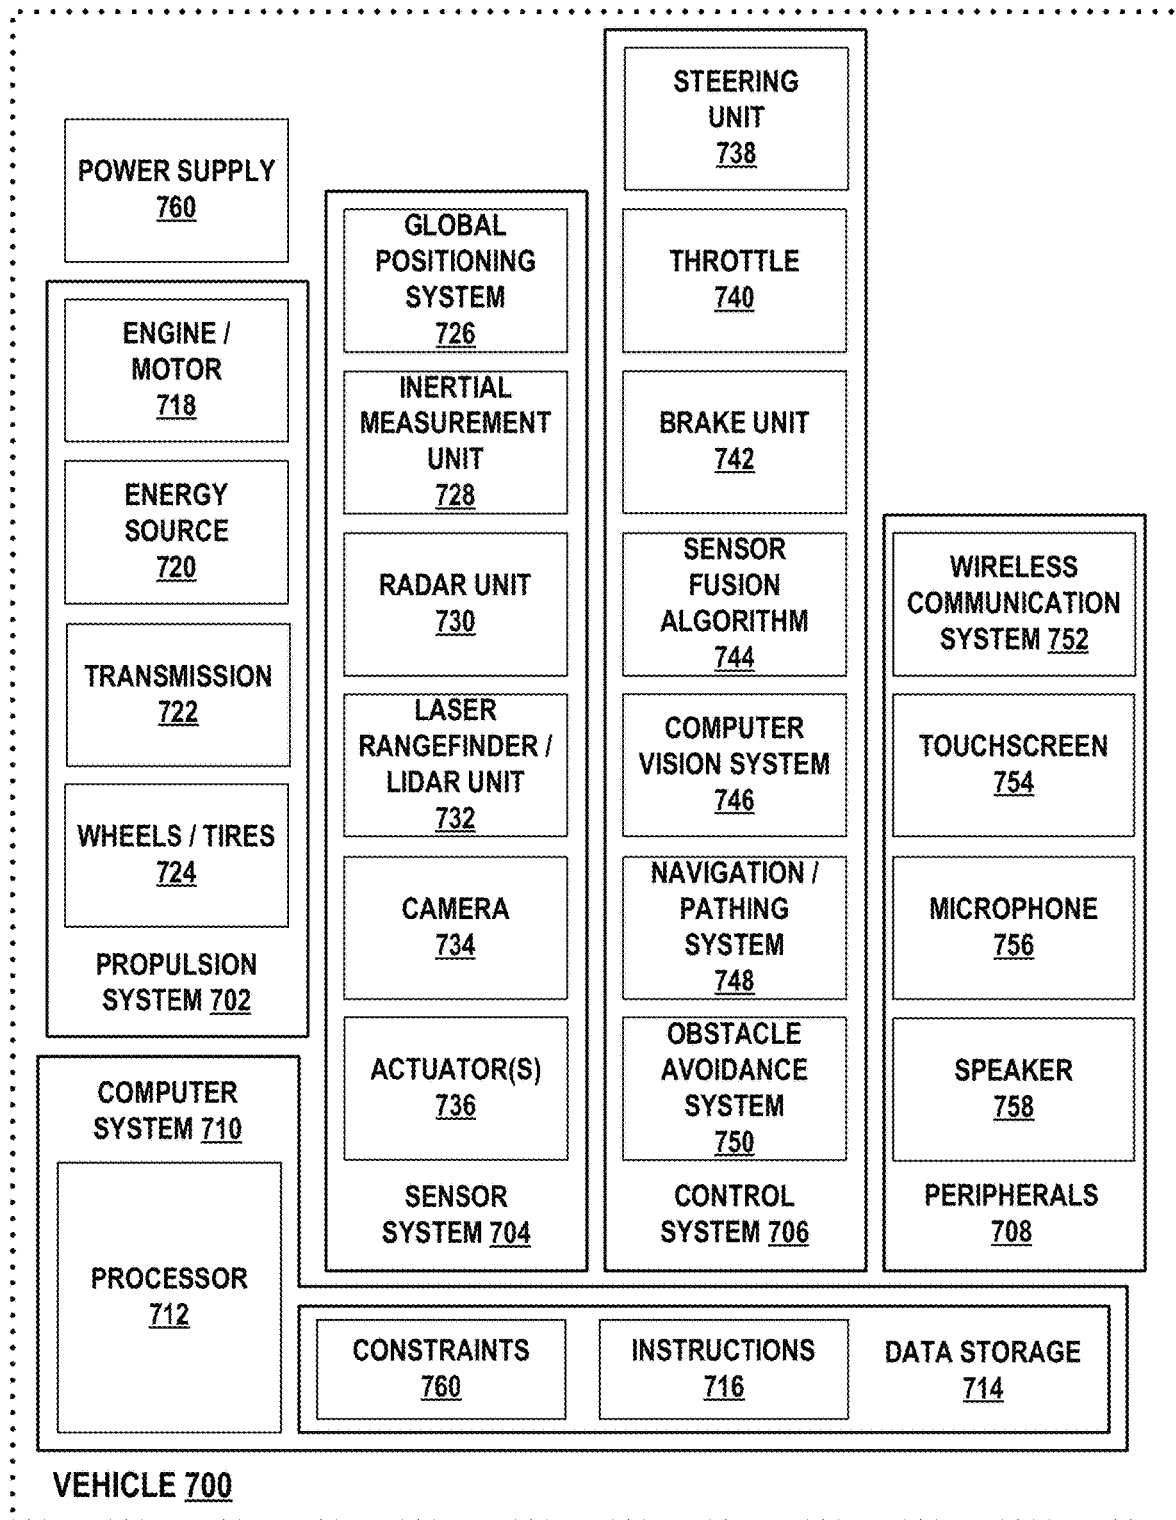 POWER SUPPLY
760
ENGINE /
MOTOR
718
ENERGY
SOURCE
720
TRANSMISSION
722
WHEELS / TIRES
724
PROPULSION
SYSTEM 702
GLOBAL
POSITIONING
SYSTEM
726
INERTIAL
MEASUREMENT
UNIT
728
RADAR UNIT
730
LASER
RANGEFINDER /
LIDAR UNIT
732
CAMERA
734
ACTUATOR(S)
736
SENSOR
SYSTEM 704
STEERING
UNIT
738
THROTTLE
740
BRAKE UNIT
742
SENSOR
FUSION
ALGORITHM
744
COMPUTER
VISION SYSTEM
746
NAVIGATION /
PATHING
SYSTEM
748
OBSTACLE
AVOIDANCE
SYSTEM
750
CONTROL
SYSTEM 706
WIRELESS
COMMUNICATION
SYSTEM 752
TOUCHSCREEN
754
MICROPHONE
756
SPEAKER
758
PERIPHERALS
708
COMPUTER
SYSTEM 710
PROCESSOR
712
CONSTRAINTS
760
INSTRUCTIONS
716
DATA STORAGE
714
VEHICLE 700